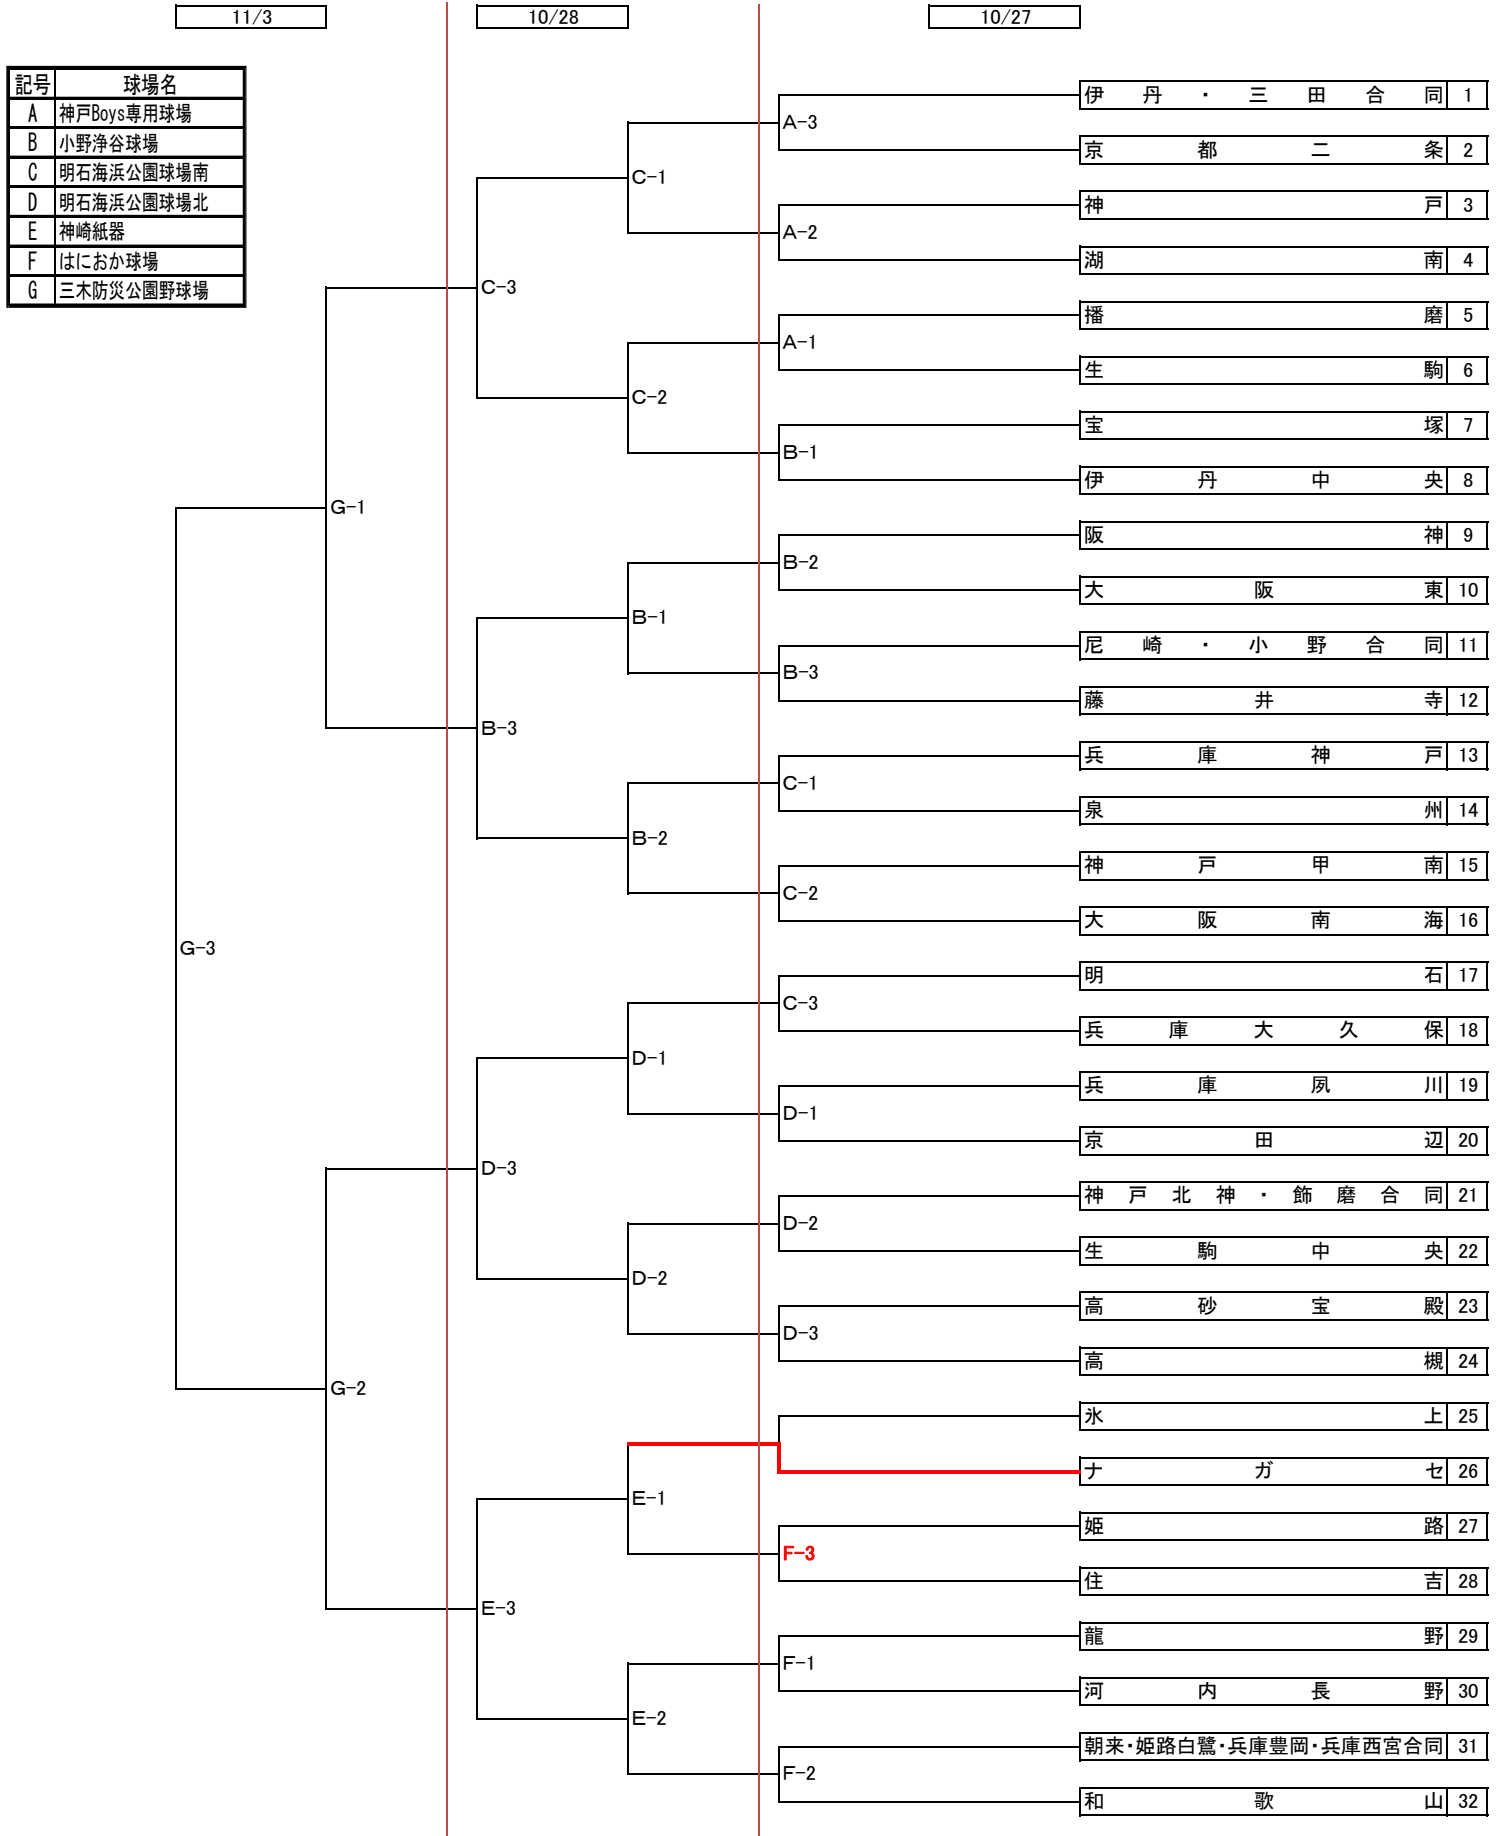 11/3 10/28 10/27
記号 球場名
A 神戸Boys専用球場
B 小野浄谷球場
C 明石海浜公園球場南
D 明石海浜公園球場北
E 神崎紙器
F はにおか球場
G 三木防災公園野球場
伊丹・三田合同 1
A-3
京都二条 2
C-1
神戸 3
A-2
湖南 4
C-3
播磨 5
A-1
生駒 6
C-2
宝塚 7
B-1
伊丹中央 8
G-1
阪神 9
B-2
大阪東 10
B-1
尼崎・小野合同 11
B-3
藤井寺 12
B-3
兵庫神戸 13
C-1
泉州 14
B-2
神戸甲南 15
C-2
大阪南海 16
G-3
明石 17
C-3
兵庫大久保 18
D-1
兵庫夙川 19
D-1
京田辺 20
D-3
神戸北神・飾磨合同 21
D-2
生駒中央 22
D-2
高砂宝殿 23
D-3
高槻 24
G-2
氷上 25
ナガセ 26
E-1
姫路 27
F-3
住吉 28
E-3
龍野 29
F-1
河内長野 30
E-2
朝来・姫路白鷺・兵庫豊岡・兵庫西宮合同 31
F-2
和歌山 32